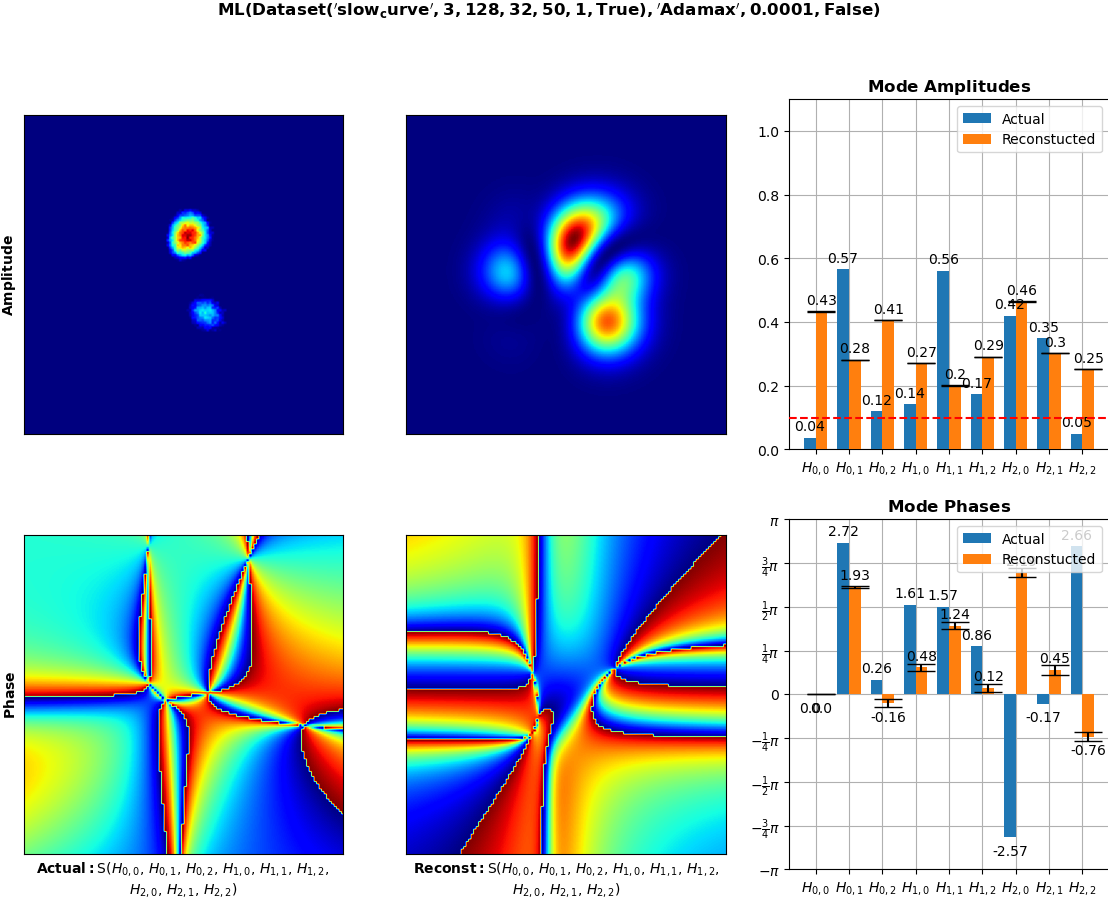 ML(Dataset('slow_curve', 3, 128, 32, 50, 1, True), 'Adamax', 0.0001, False)
Amplitude
Mode Amplitudes
Actual
Reconstucted
1.0
0.8
0.6
0.4
0.2
0.0
0.04
0.43
0.57
0.28
0.12
0.41
0.14
0.27
0.56
0.2
0.17
0.29
0.42
0.46
0.35
0.3
0.05
0.25
H0,0 H0,1 H0,2 H1,0 H1,1 H1,2 H2,0 H2,1 H2,2
Phase
Mode Phases
Actual
Reconstucted
π
3/4π
1/2π
1/4π
0
−1/4π
−1/2π
−3/4π
−π
0.0
0.0
2.72
1.93
0.26
-0.16
1.61
0.48
1.57
1.24
0.86
0.12
-2.57
-0.17
0.45
2.66
-0.76
H0,0 H0,1 H0,2 H1,0 H1,1 H1,2 H2,0 H2,1 H2,2
Actual: S(H0,0, H0,1, H0,2, H1,0, H1,1, H1,2,
H2,0, H2,1, H2,2)
Reconst: S(H0,0, H0,1, H0,2, H1,0, H1,1, H1,2,
H2,0, H2,1, H2,2)